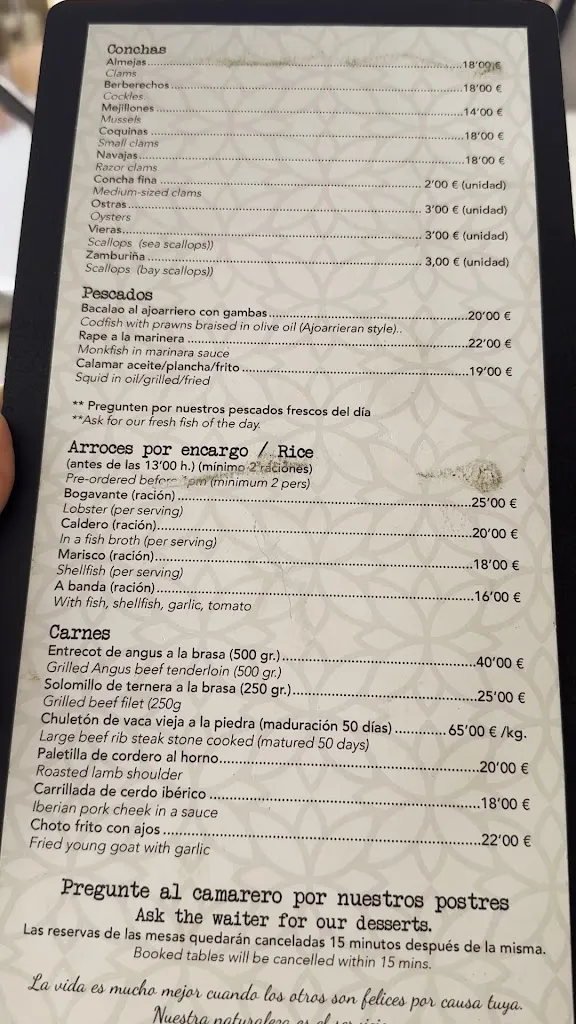 Conchas
Almejas..........18'00 €
Clams
Berberechos..........18'00 €
Cockles
Mejillones..........14'00 €
Mussels
Coquinas..........18'00 €
Small clams
Navajas..........18'00 €
Razor clams
Concha fina..........2'00 € (unidad)
Medium-sized clams
Ostras..........3'00 € (unidad)
Oysters
Vieras..........3'00 € (unidad)
Scallops (sea scallops))
Zamburiña..........3,00 € (unidad)
Scallops (bay scallops))
Pescados
Bacalao al ajoarriero con gambas..........20'00 €
Codfish with prawns braised in olive oil (Ajoarrieran style)..
Rape a la marinera..........22'00 €
Monkfish in marinara sauce
Calamar aceite/plancha/frito..........19'00 €
Squid in oil/grilled/fried
** Pregunten por nuestros pescados frescos del día
**Ask for our fresh fish of the day.
Arroces por encargo / Rice
(antes de las 13'00 h.) (mínimo 2 raciones)
Pre-ordered before (minimum 2 pers)
Bogavante (ración)..........25'00 €
Lobster (per serving)
Caldero (ración)..........20'00 €
In a fish broth (per serving)
Marisco (ración)..........18'00 €
Shellfish (per serving)
A banda (ración)..........16'00 €
With fish, shellfish, garlic, tomato
Carnes
Entrecot de angus a la brasa (500 gr.)..........40'00 €
Grilled Angus beef tenderloin (500 gr.)
Solomillo de ternera a la brasa (250 gr.)..........25'00 €
Grilled beef filet (250g
Chuletón de vaca vieja a la piedra (maduración 50 días)..........65'00 € /kg.
Large beef rib steak stone cooked (matured 50 days)
Paletilla de cordero al horno..........20'00 €
Roasted lamb shoulder
Carrillada de cerdo ibérico..........18'00 €
Iberian pork cheek in a sauce
Choto frito con ajos..........22'00 €
Fried young goat with garlic
Pregunte al camarero por nuestros postres
Ask the waiter for our desserts.
Las reservas de las mesas quedarán canceladas 15 minutos después de la misma.
Booked tables will be cancelled within 15 mins.
La vida es mucho mejor cuando los otros son felices por causa tuya.
Nuestra naturaleza es el